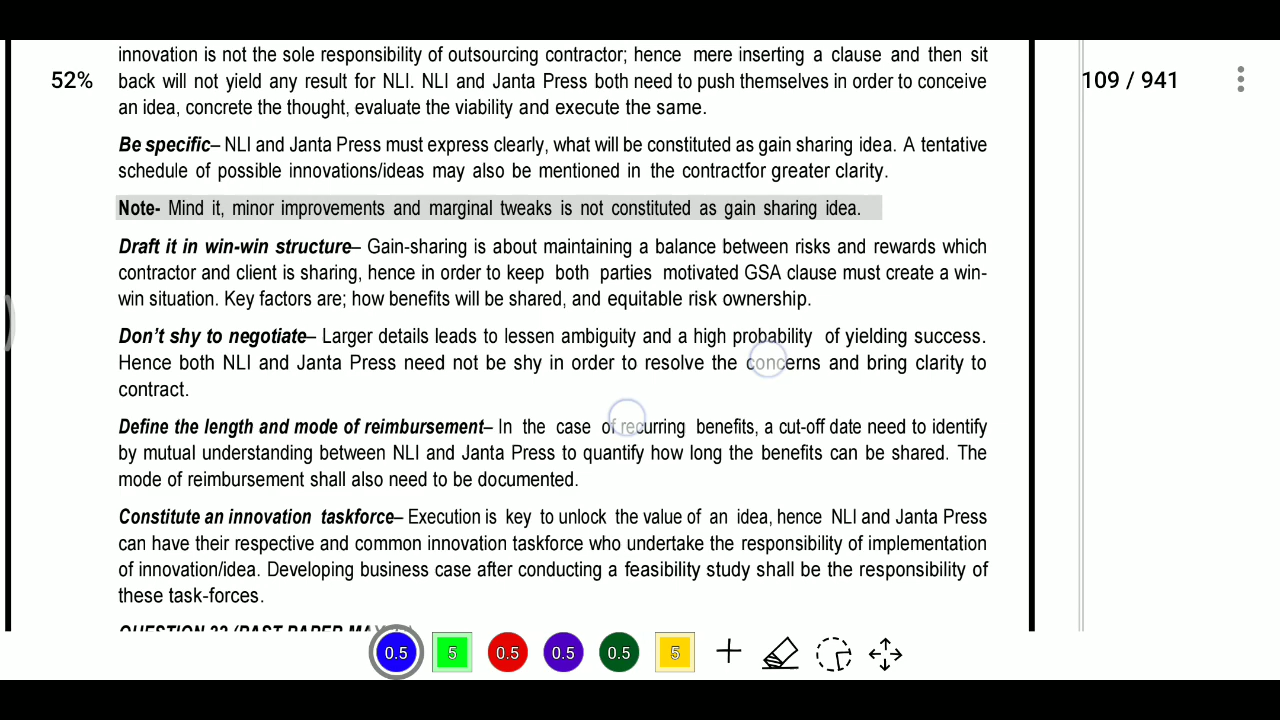 innovation is not the sole responsibility of outsourcing contractor; hence mere inserting a clause and then sit
52%
back will not yield any result for NLI. NLI and Janta Press both need to push themselves in order to conceive
109 / 941
an idea, concrete the thought, evaluate the viability and execute the same.
Be specific– NLI and Janta Press must express clearly, what will be constituted as gain sharing idea. A tentative
schedule of possible innovations/ideas may also be mentioned in the contractfor greater clarity.
Note- Mind it, minor improvements and marginal tweaks is not constituted as gain sharing idea.
Draft it in win-win structure– Gain-sharing is about maintaining a balance between risks and rewards which
contractor and client is sharing, hence in order to keep both parties motivated GSA clause must create a win-
win situation. Key factors are; how benefits will be shared, and equitable risk ownership.
Don't shy to negotiate– Larger details leads to lessen ambiguity and a high probability of yielding success.
Hence both NLI and Janta Press need not be shy in order to resolve the concerns and bring clarity to
contract.
Define the length and mode of reimbursement– In the case of recurring benefits, a cut-off date need to identify
by mutual understanding between NLI and Janta Press to quantify how long the benefits can be shared. The
mode of reimbursement shall also need to be documented.
Constitute an innovation taskforce– Execution is key to unlock the value of an idea, hence NLI and Janta Press
can have their respective and common innovation taskforce who undertake the responsibility of implementation
of innovation/idea. Developing business case after conducting a feasibility study shall be the responsibility of
these task-forces.
0.5 5 0.5 0.5 0.5 5